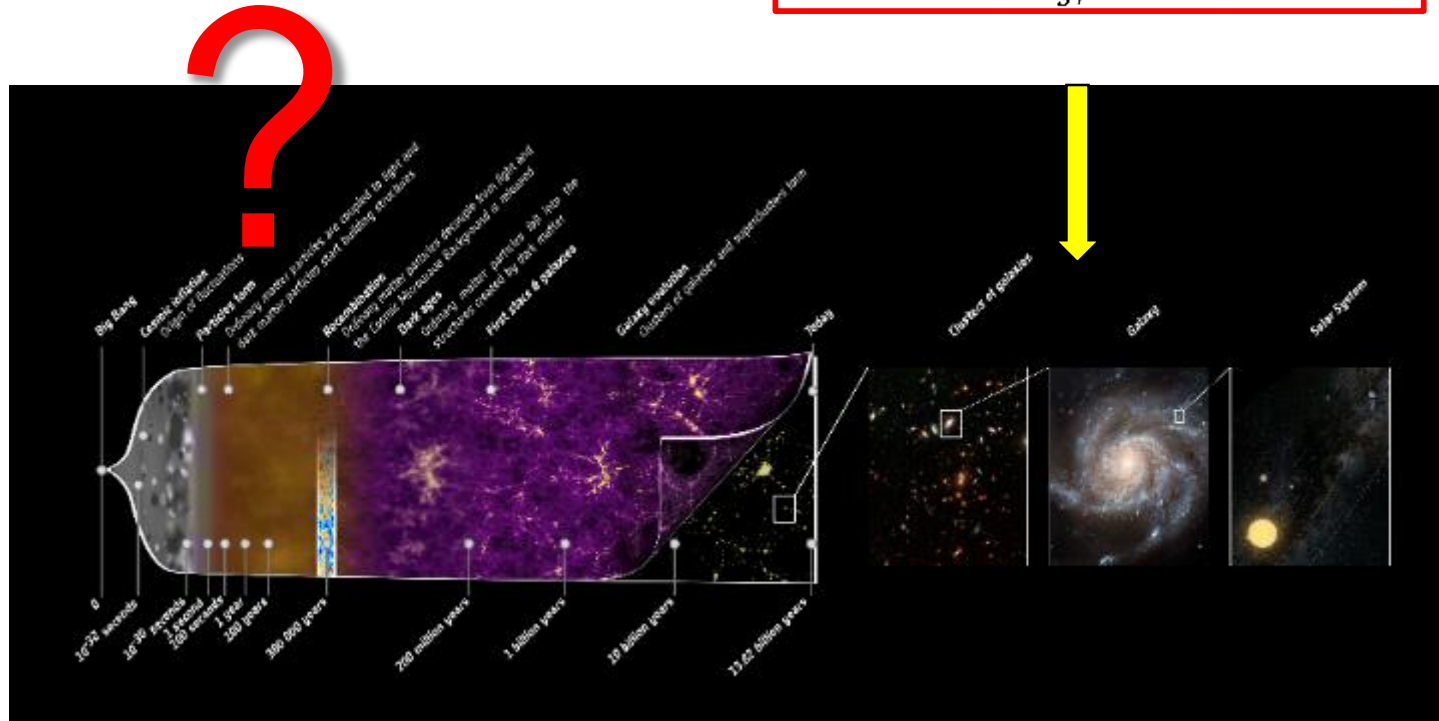 ?
Big Bang
Cosmic inflation
Origin of fluctuations
Particles form
Ordinary matter particles are coupled to light and
dark matter particles start building structures
Recombination
Ordinary matter particles decouple from light and
the Cosmic Microwave Background is released
Dark ages
Ordinary matter particles fall into the
structures created by dark matter
First stars & galaxies
Galaxy evolution
Clusters of galaxies and superclusters form
Today
Clusters of galaxies
Galaxy
Solar System
0
10⁻³² seconds
1 second
100 seconds
1 year
100 years
380 000 years
200 million years
1 billion years
10 billion years
13.82 billion years